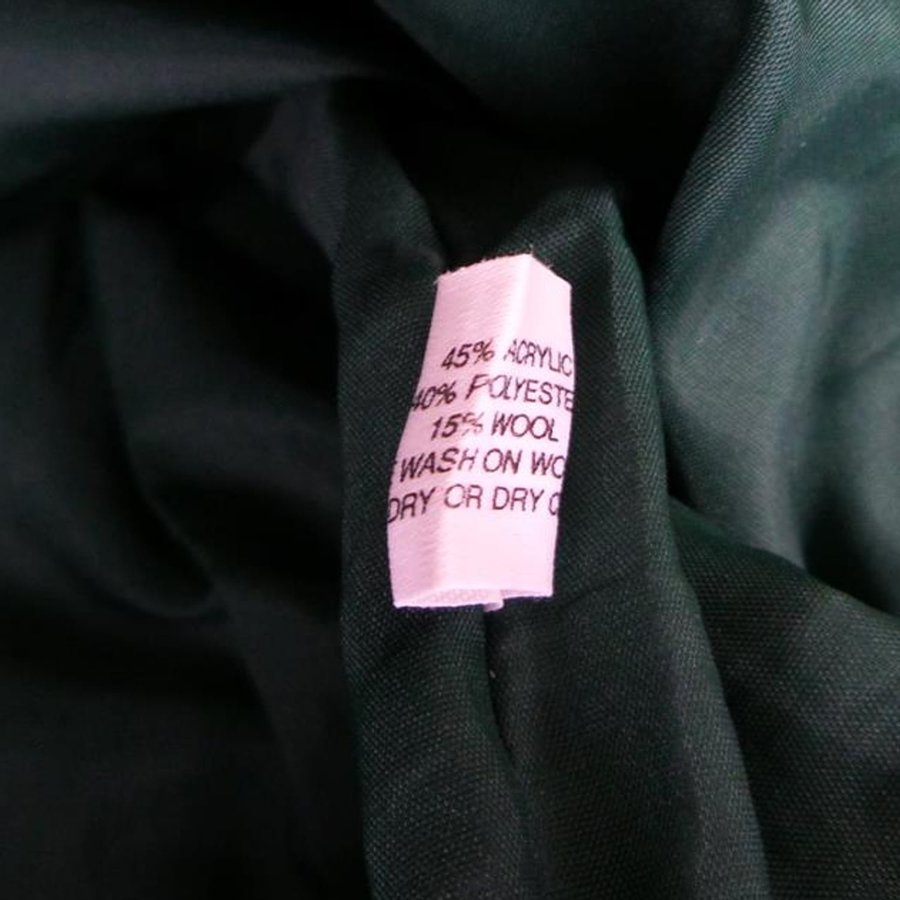 45% ACRYLIC
40% POLYESTE
15% WOOL
WASH ON WO
DRY OR DRY C